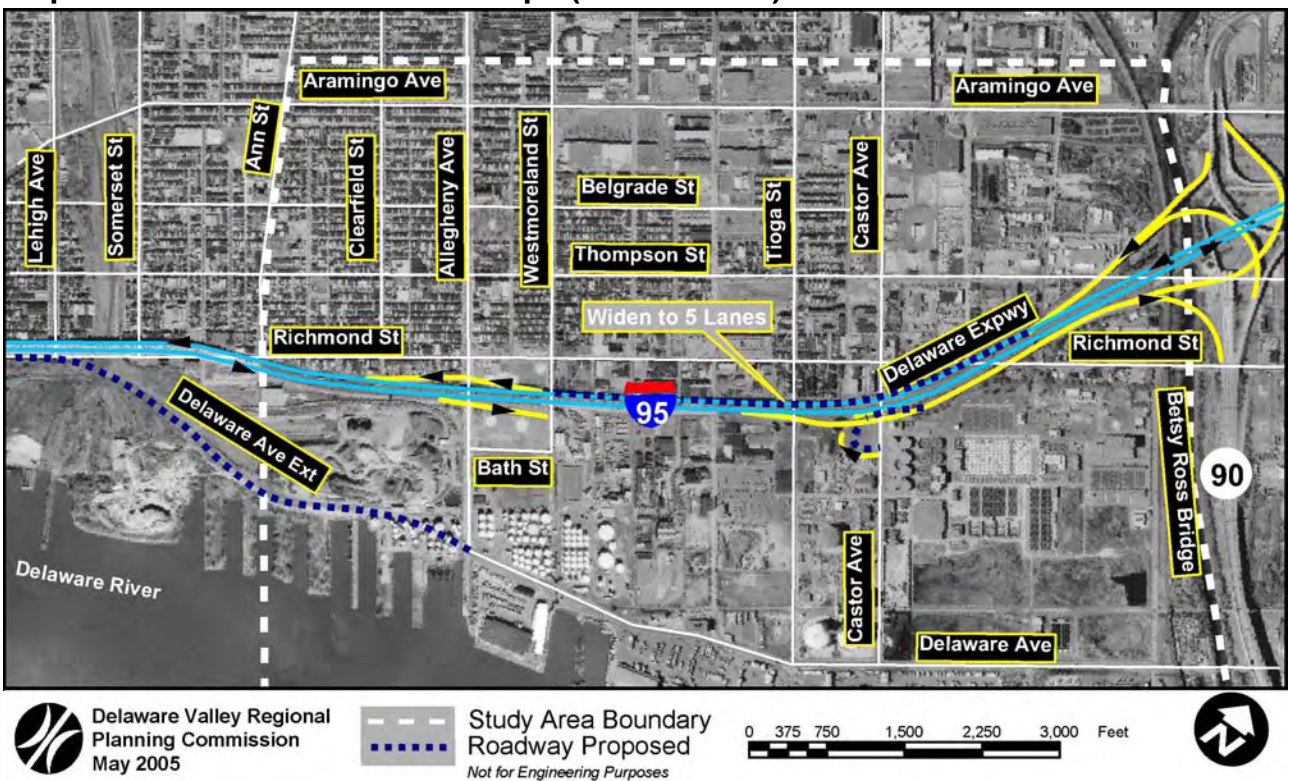 Aramingo Ave
Aramingo Ave
Lehigh Ave
Somerset St
Ann St
Clearfield St
Allegheny Ave
Westmoreland St
Belgrade St
Thompson St
Tioga St
Castor Ave
Widen to 5 Lanes
Delaware Expwy
Richmond St
Richmond St
95
Delaware Ave Ext
Bath St
Betsy Ross Bridge
90
Delaware River
Castor Ave
Delaware Ave
Delaware Valley Regional
Planning Commission
May 2005
Study Area Boundary
Roadway Proposed
Not for Engineering Purposes
0 375 750 1,500 2,250 3,000 Feet
N